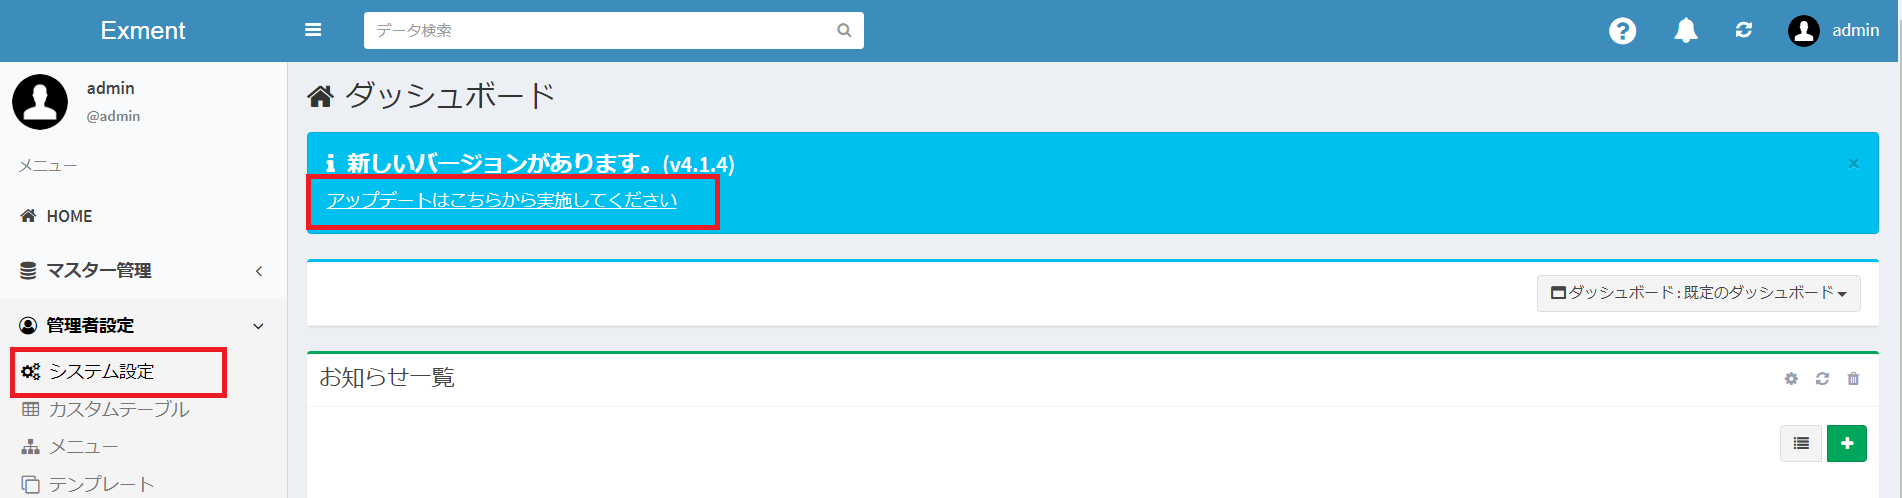 Exment
データ検索
admin
admin
@admin
メニュー
HOME
マスター管理
管理者設定
システム設定
カスタムテーブル
メニュー
テンプレート
ダッシュボード
新しいバージョンがあります。(v4.1.4)
アップデートはこちらから実施してください
ダッシュボード : 既定のダッシュボード
お知らせ一覧